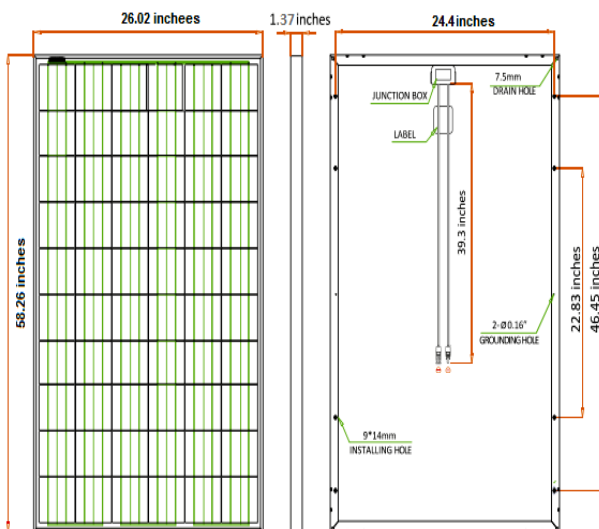 26.02 inchees
1.37 inches
24.4 inches
58.26 inches
JUNCTION BOX
LABEL
39.3 inches
7.5mm
DRAIN HOLE
22.83 inches
46.45 inches
2-Ø0.16"
GROUNDING HOLE
9*14mm
INSTALLING HOLE